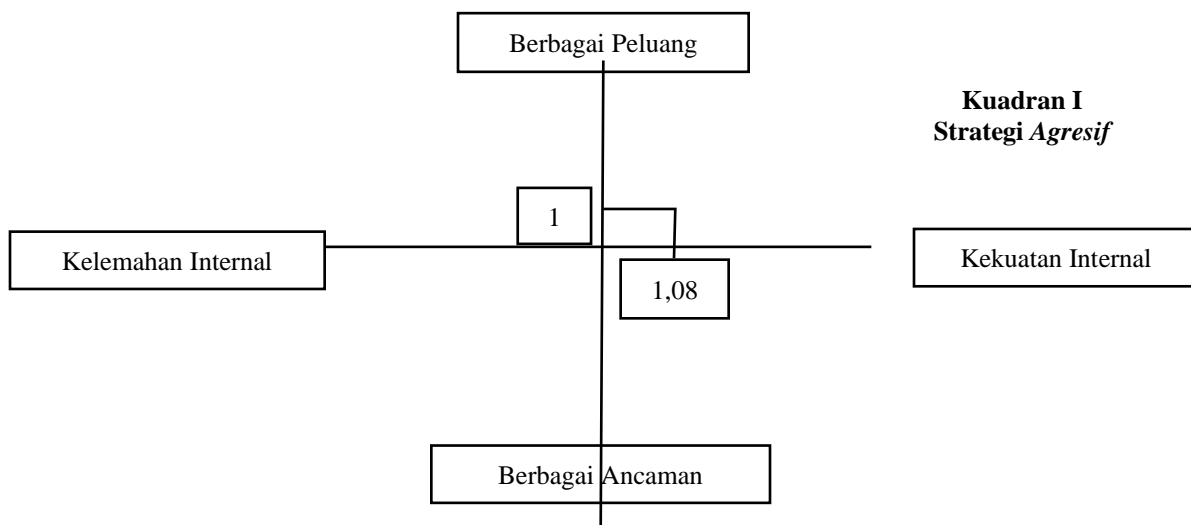 Berbagai Peluang
Kuadran I
Strategi Agresif
1
Kelemahan Internal
Kekuatan Internal
1,08
Berbagai Ancaman